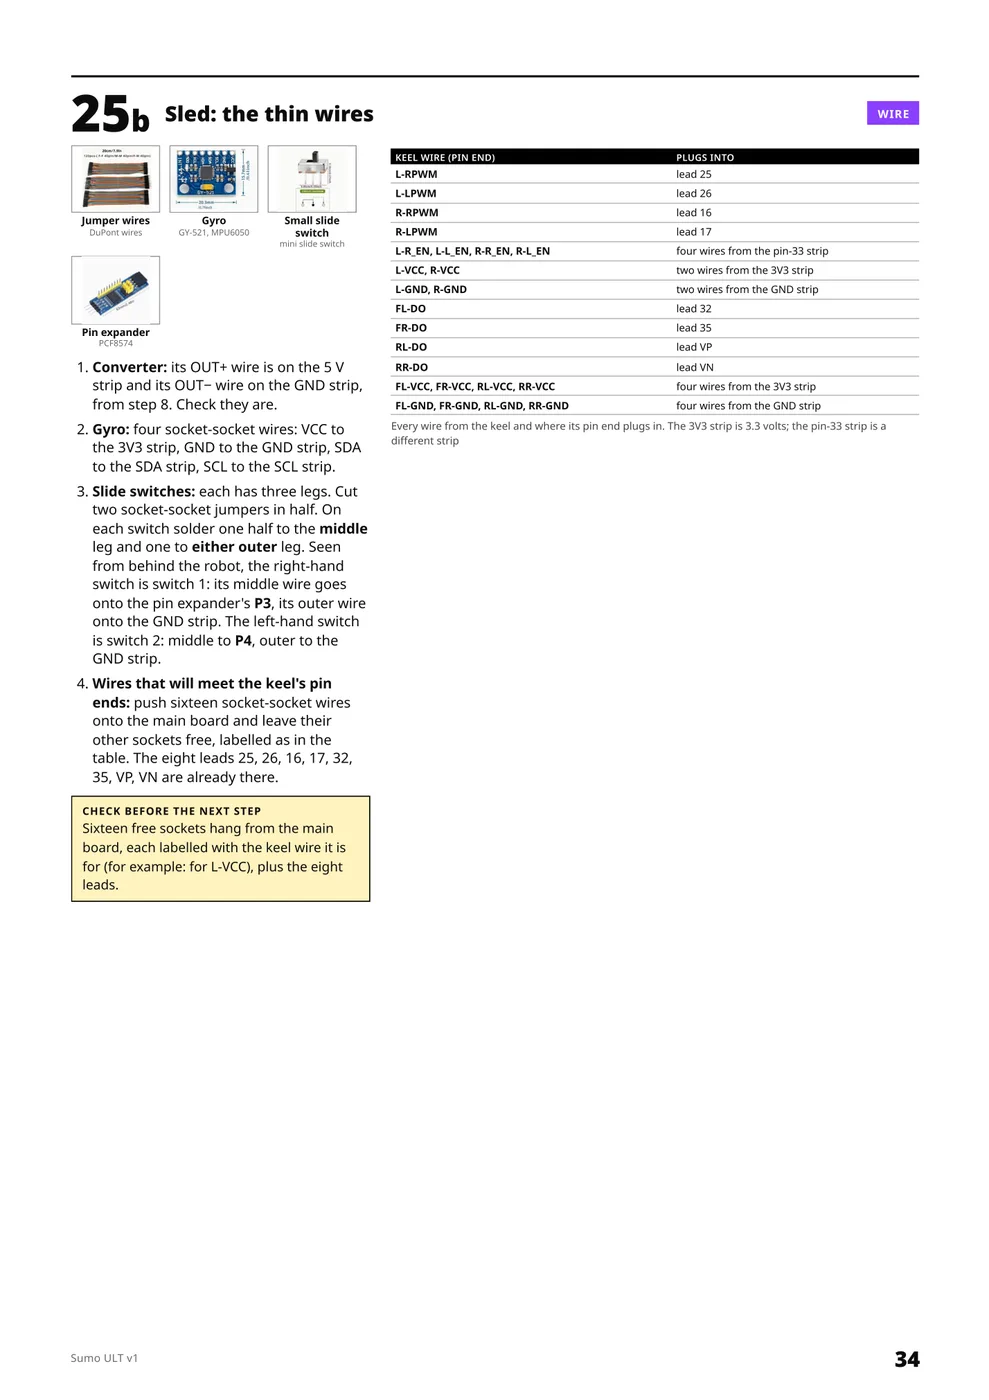 25b Sled: the thin wires
WIRE
Jumper wires
DuPont wires
Gyro
GY-521, MPU6050
Small slide
switch
mini slide switch
Pin expander
PCF8574
1. Converter: its OUT+ wire is on the 5 V
strip and its OUT− wire on the GND strip,
from step 8. Check they are.
2. Gyro: four socket-socket wires: VCC to
the 3V3 strip, GND to the GND strip, SDA
to the SDA strip, SCL to the SCL strip.
3. Slide switches: each has three legs. Cut
two socket-socket jumpers in half. On
each switch solder one half to the middle
leg and one to either outer leg. Seen
from behind the robot, the right-hand
switch is switch 1: its middle wire goes
onto the pin expander's P3, its outer wire
onto the GND strip. The left-hand switch
is switch 2: middle to P4, outer to the
GND strip.
4. Wires that will meet the keel's pin
ends: push sixteen socket-socket wires
onto the main board and leave their
other sockets free, labelled as in the
table. The eight leads 25, 26, 16, 17, 32,
35, VP, VN are already there.
CHECK BEFORE THE NEXT STEP
Sixteen free sockets hang from the main
board, each labelled with the keel wire it is
for (for example: for L-VCC), plus the eight
leads.
KEEL WIRE (PIN END) PLUGS INTO
L-RPWM lead 25
L-LPWM lead 26
R-RPWM lead 16
R-LPWM lead 17
L-R_EN, L-L_EN, R-R_EN, R-L_EN four wires from the pin-33 strip
L-VCC, R-VCC two wires from the 3V3 strip
L-GND, R-GND two wires from the GND strip
FL-DO lead 32
FR-DO lead 35
RL-DO lead VP
RR-DO lead VN
FL-VCC, FR-VCC, RL-VCC, RR-VCC four wires from the 3V3 strip
FL-GND, FR-GND, RL-GND, RR-GND four wires from the GND strip
Every wire from the keel and where its pin end plugs in. The 3V3 strip is 3.3 volts; the pin-33 strip is a
different strip
Sumo ULT v1
34